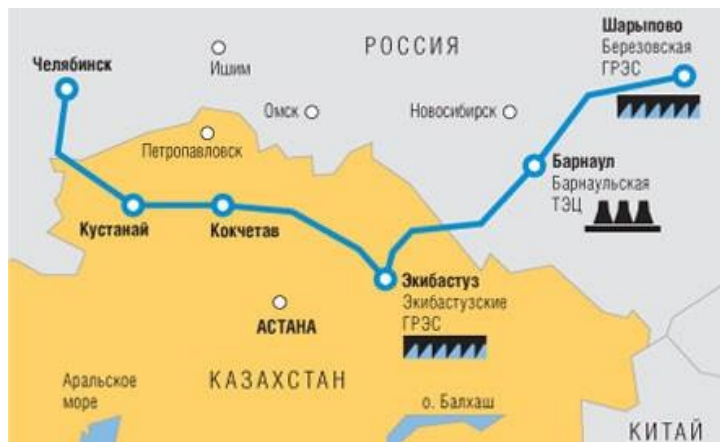 Шарыпово
Березовская
ГРЭС
РОССИЯ
Челябинск
Ишим
Омск
Новосибирск
Петропавловск
Барнаул
Барнаульская
ТЭЦ
Кустанай
Кокчетав
Экибастуз
Экибастузские
ГРЭС
АСТАНА
КАЗАХСТАН
Аральское
море
о. Балхаш
КИТАЙ